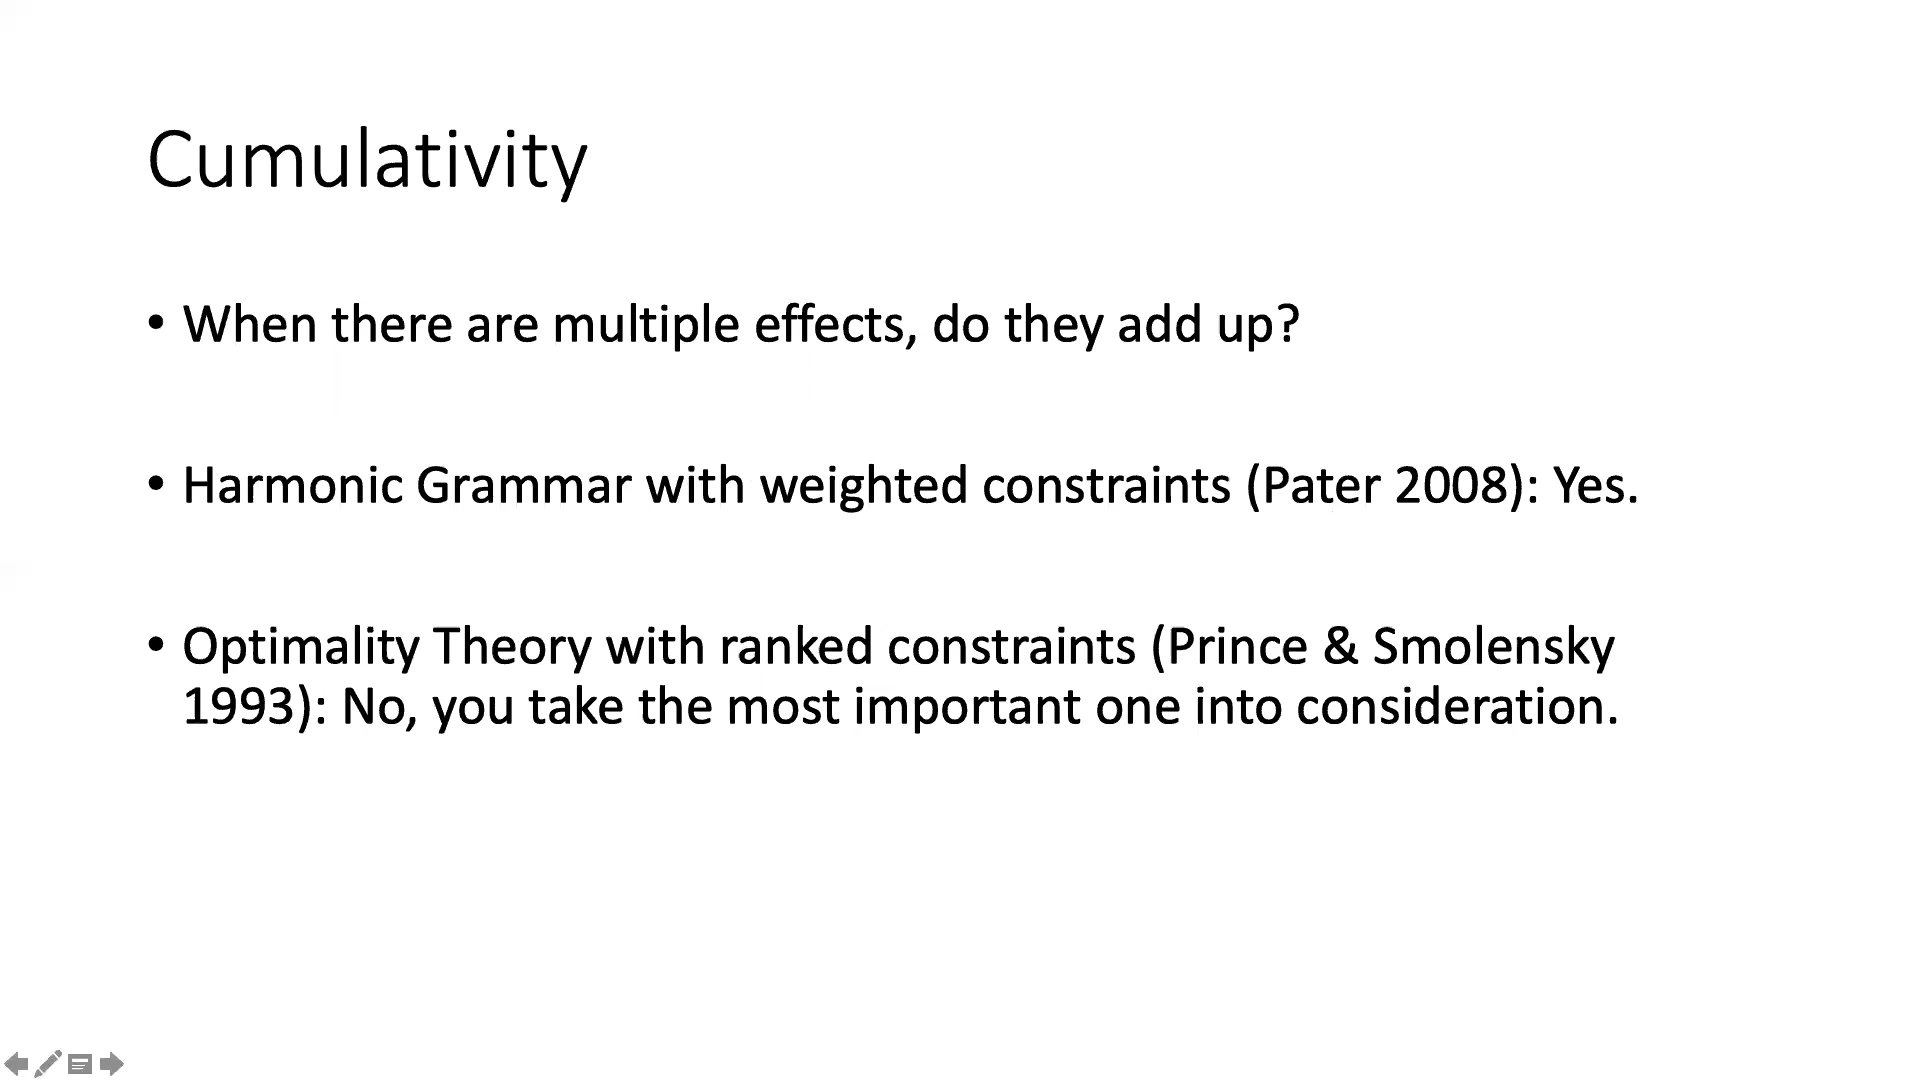 Cumulativity
• When there are multiple effects, do they add up?
• Harmonic Grammar with weighted constraints (Pater 2008): Yes.
• Optimality Theory with ranked constraints (Prince & Smolensky
1993): No, you take the most important one into consideration.